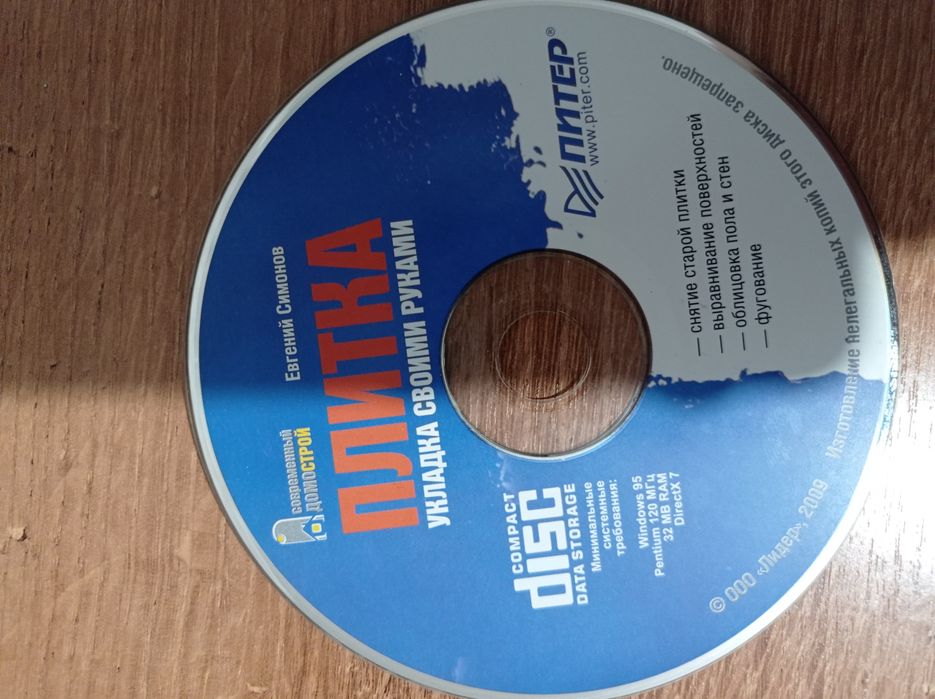 Евгений Симонов
современный
ДОМОСТРОЙ
ПЛИТКА
УКЛАДКА СВОИМИ РУКАМИ
COMPACT
disc
DATA STORAGE
Минимальные
системные
требования:
Windows 95
Pentium 120 МГц
32 MB RAM
DirectX 7
ПИТЕР®
www.piter.com
— снятие старой плитки
— выравнивание поверхностей
— облицовка пола и стен
— фугование
© ООО «Лидер», 2009 Изготовление нелегальных копий этого диска запрещено.